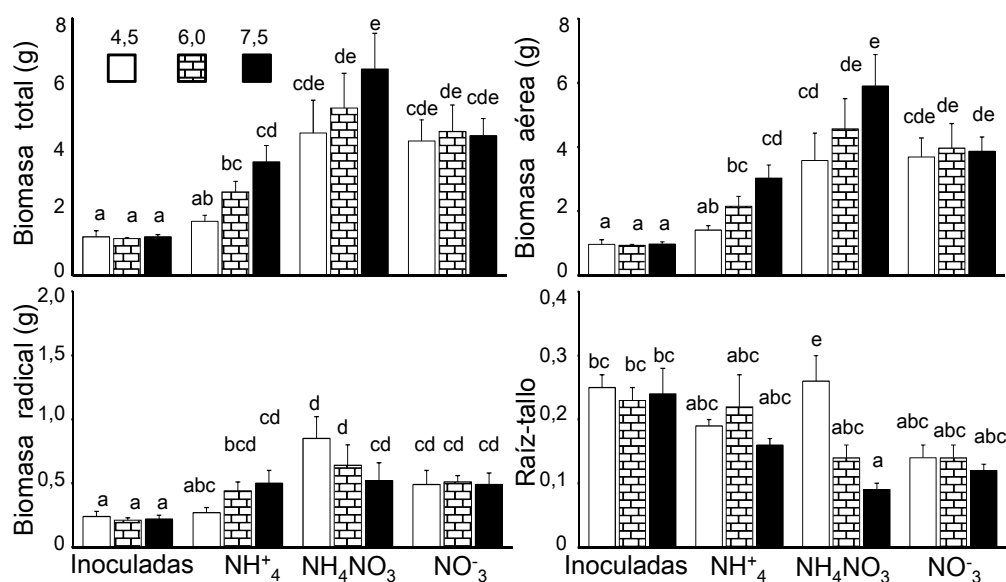 Biomasa total (g)
8
6
4
2
0
4,5 6,0 7,5
a a a
ab bc cd
cde de e
cde de cde
Biomasa aérea (g)
8
6
4
2
0
a a a
ab bc cd
cd de e
cde de de
Biomasa radical (g)
2,0
1,5
1,0
0,5
0
a a a
abc bcd cd
d d cd
cd cd cd
Inoculadas NH⁺₄ NH₄NO₃ NO⁻₃
Raíz-tallo
0,4
0,3
0,2
0,1
0
bc bc bc
abc abc abc
e abc a
abc abc abc
Inoculadas NH⁺₄ NH₄NO₃ NO⁻₃